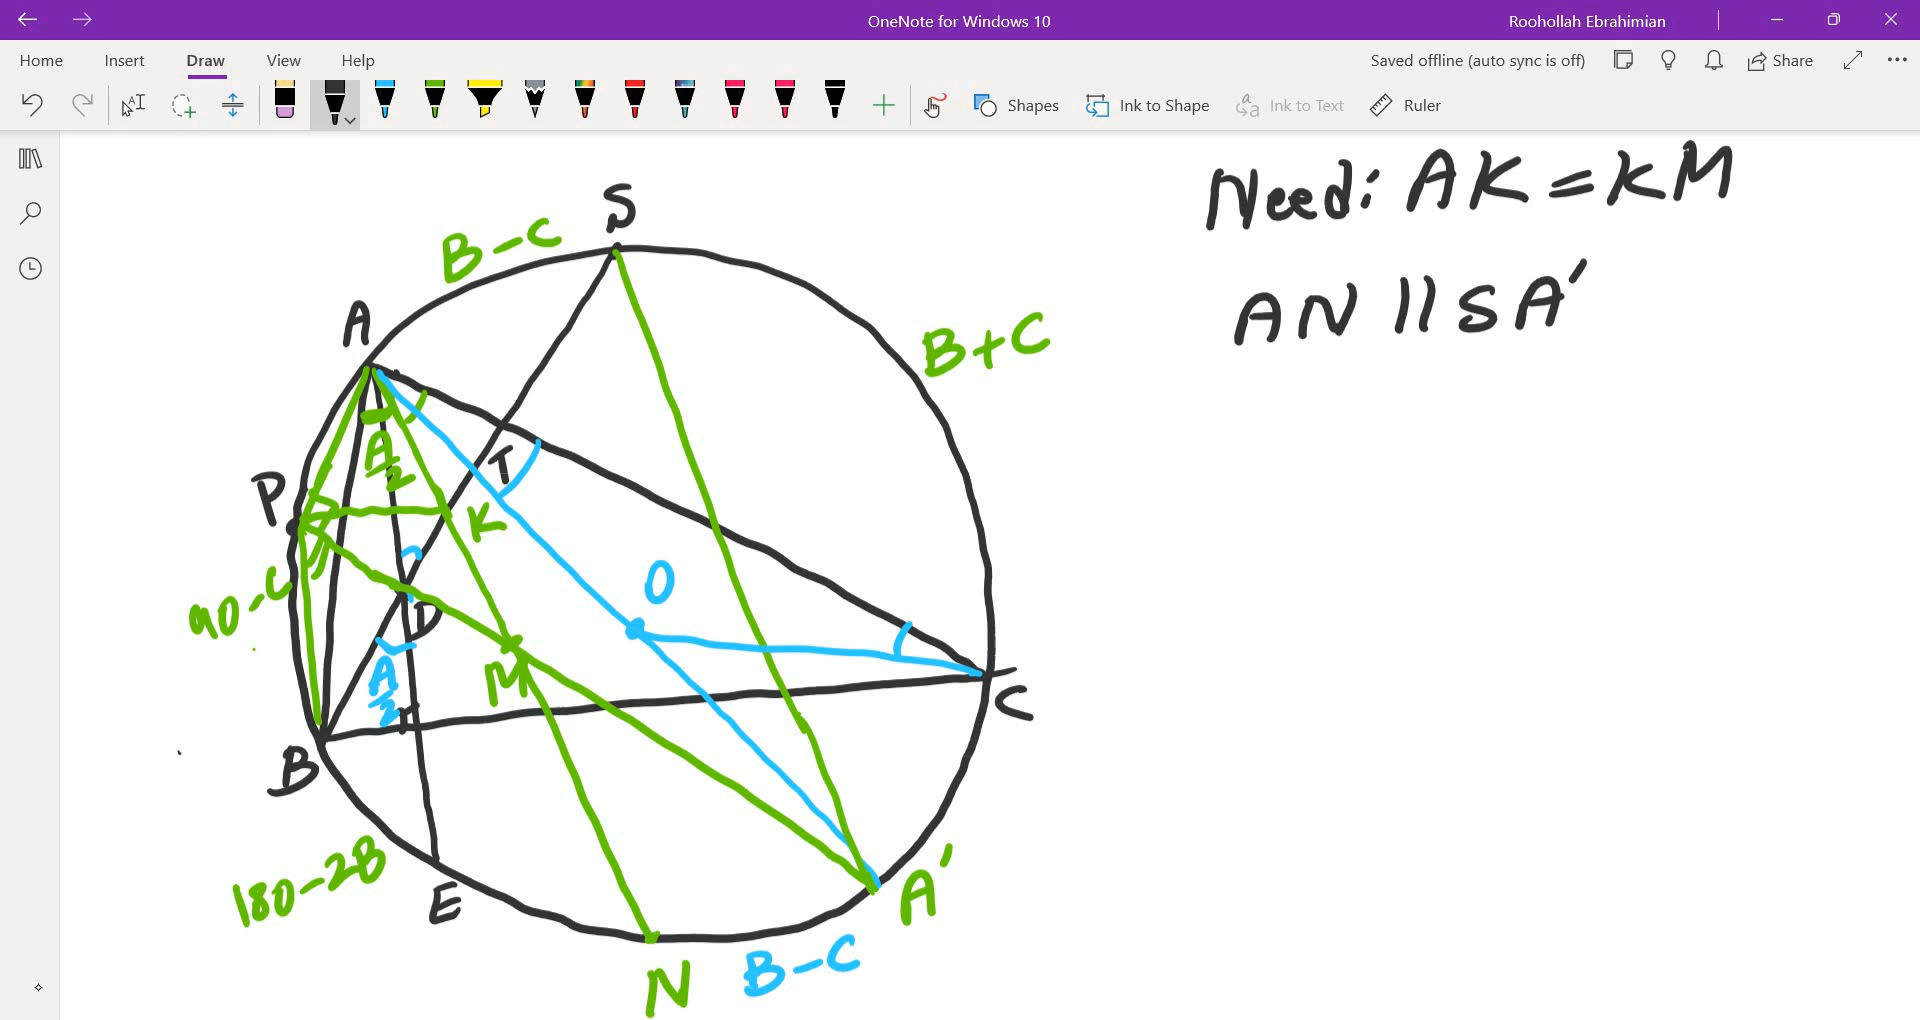 OneNote for Windows 10
Roohollah Ebrahimian
Home Insert Draw View Help
Saved offline (auto sync is off)
Share
Shapes
Ink to Shape
Ink to Text
Ruler
Need: AK = KM
AN || SA'
S
B-C
A
B+C
A/2
T
P
K
90-C
O
D
A/2
M
C
B
180-2B
E
A'
N
B-C